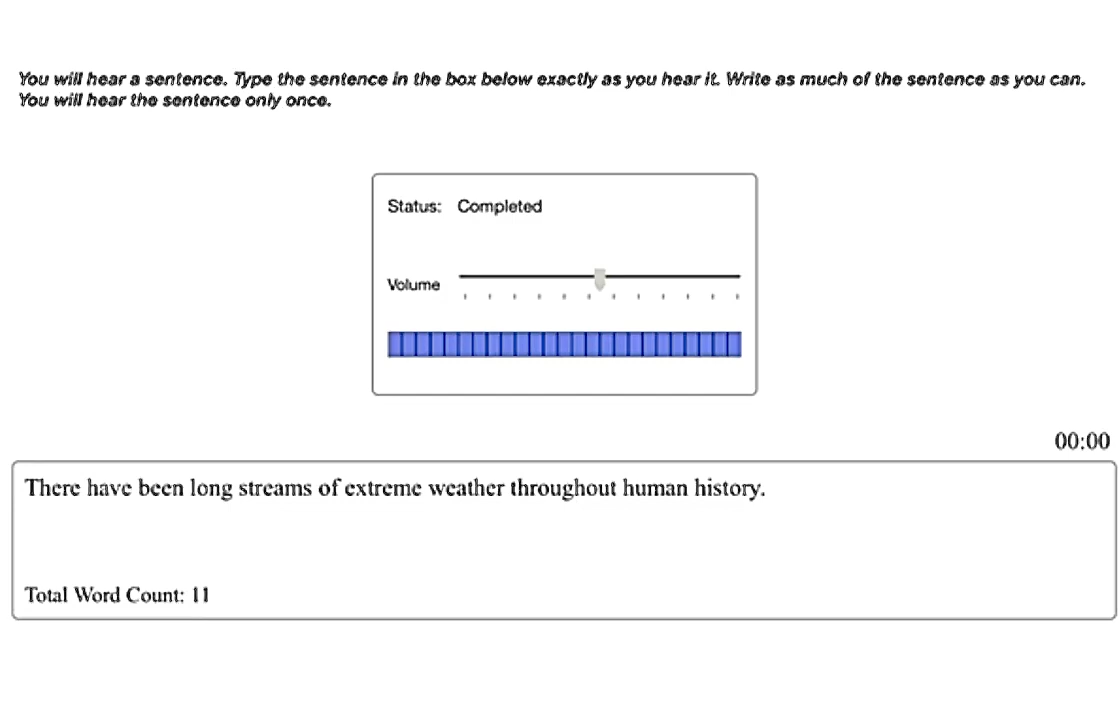 You will hear a sentence. Type the sentence in the box below exactly as you hear it. Write as much of the sentence as you can.
You will hear the sentence only once.
Status: Completed
Volume
00:00
There have been long streams of extreme weather throughout human history.
Total Word Count: 11